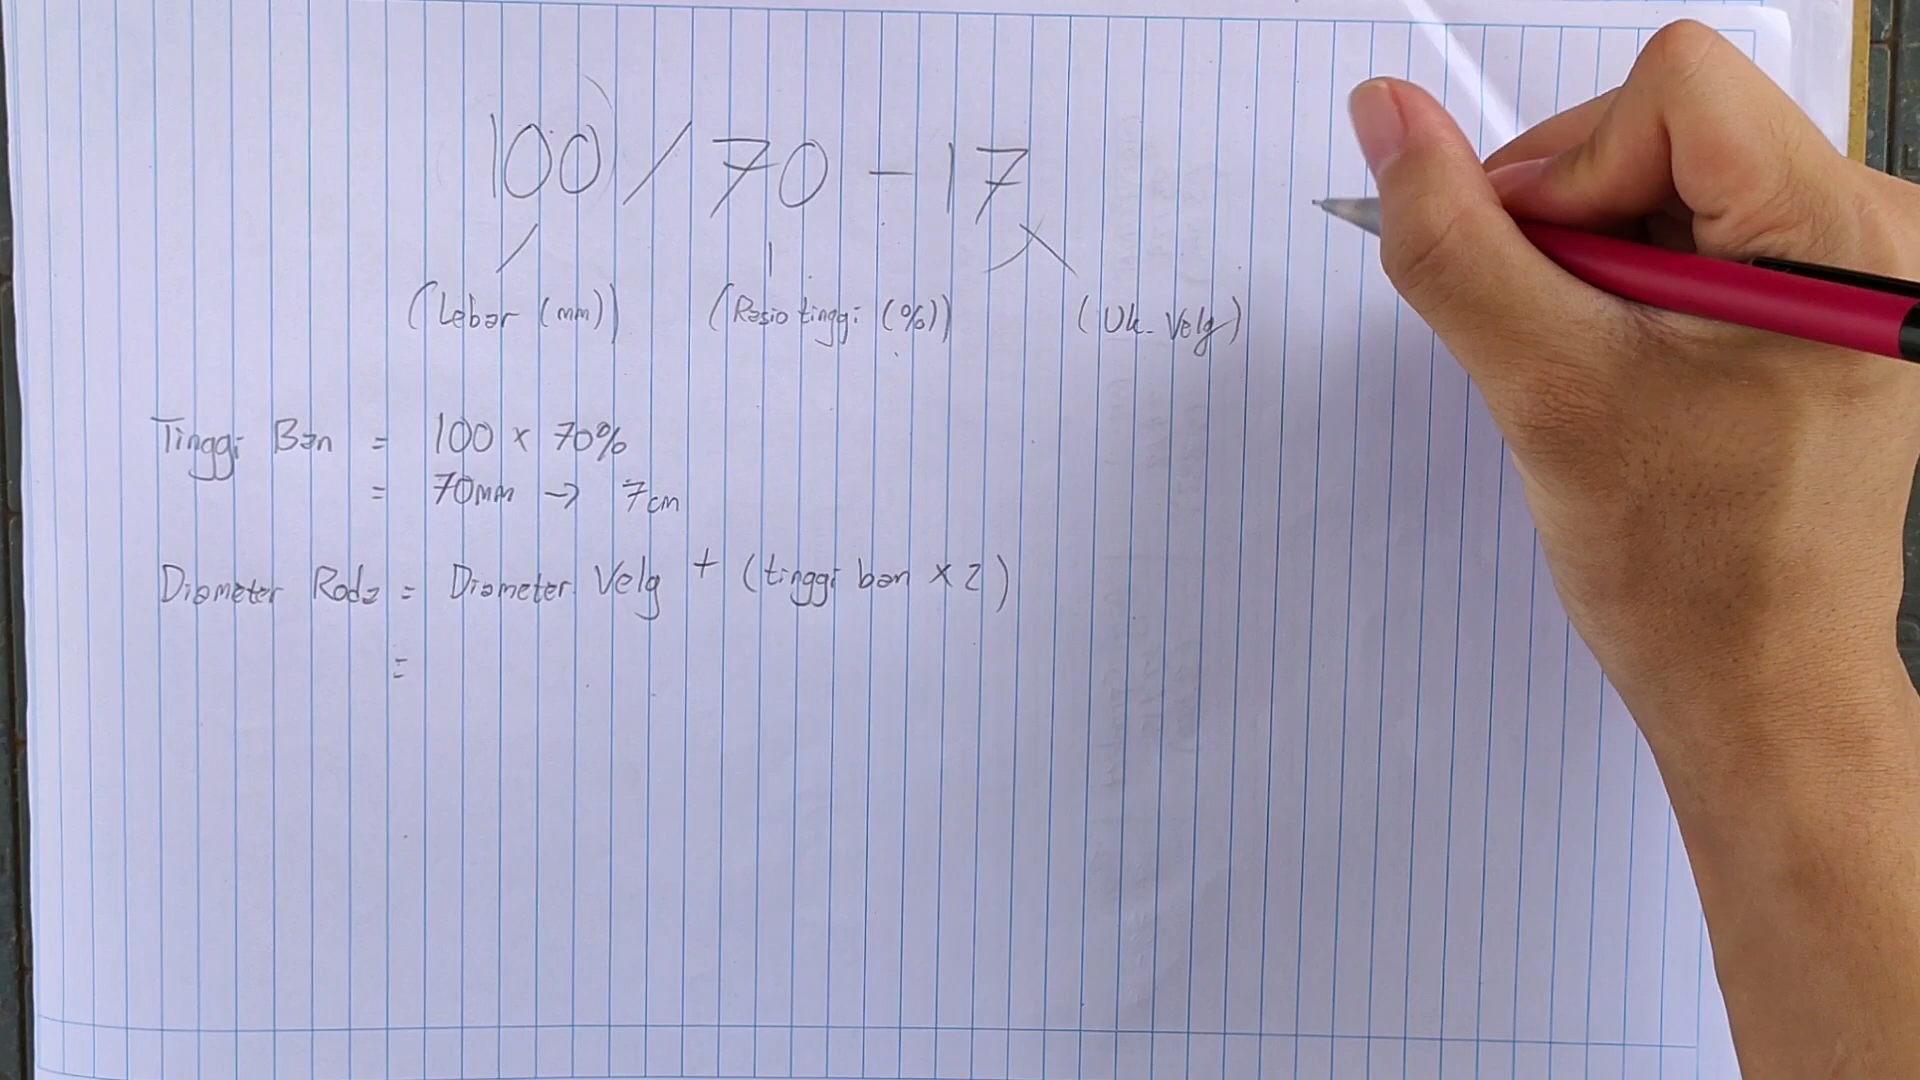 100 / 70 - 17
(Lebar (mm)) (Rasio tinggi (%)) (Uk. Velg)
Tinggi Ban = 100 x 70%
= 70mm → 7cm
Diameter Roda = Diameter Velg + (tinggi ban x 2)
=